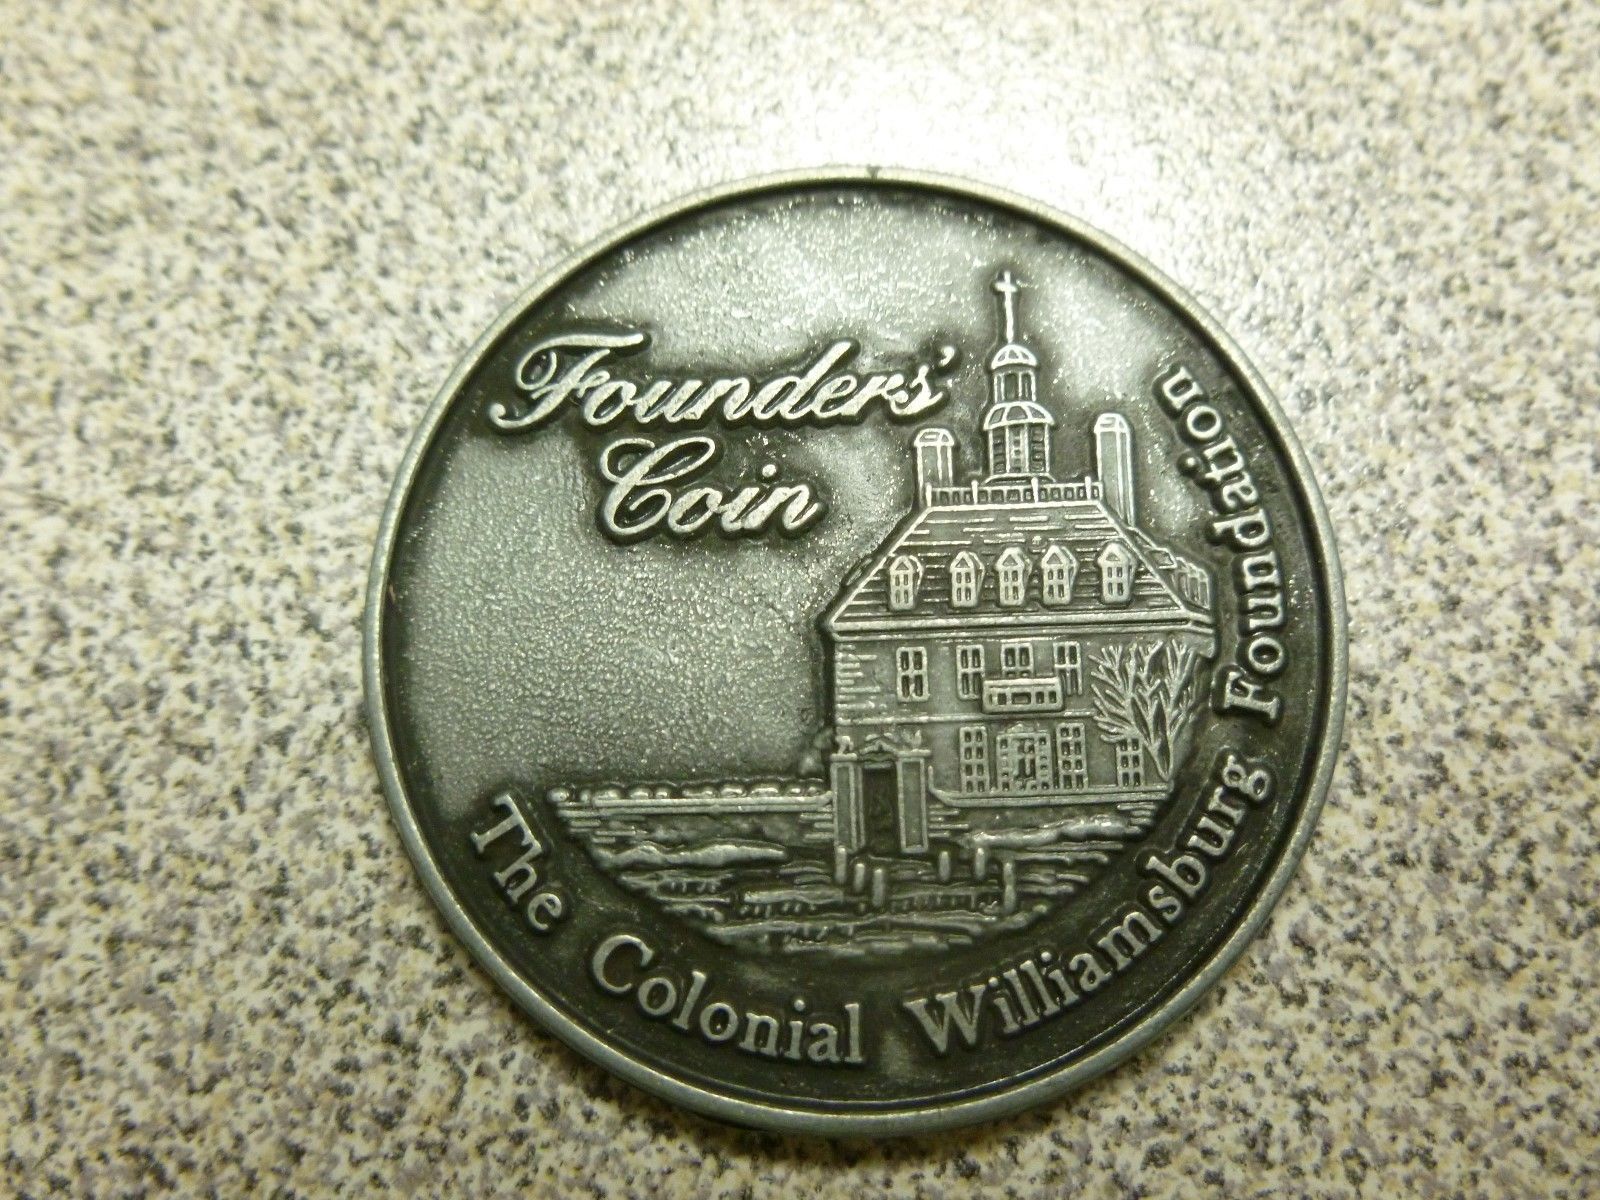 Founders'
Coin
The Colonial Williamsburg Foundation